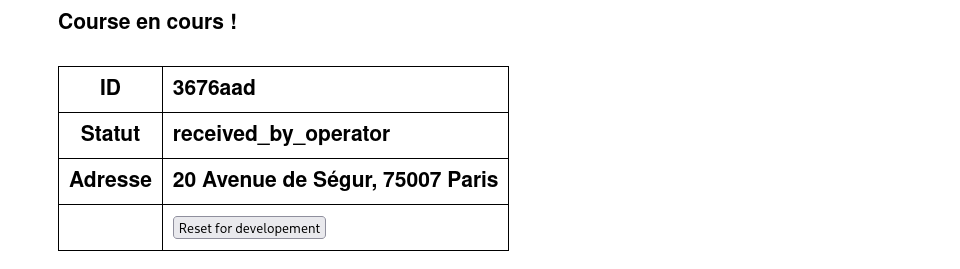 Course en cours !
ID 3676aad
Statut received_by_operator
Adresse 20 Avenue de Ségur, 75007 Paris
Reset for developement